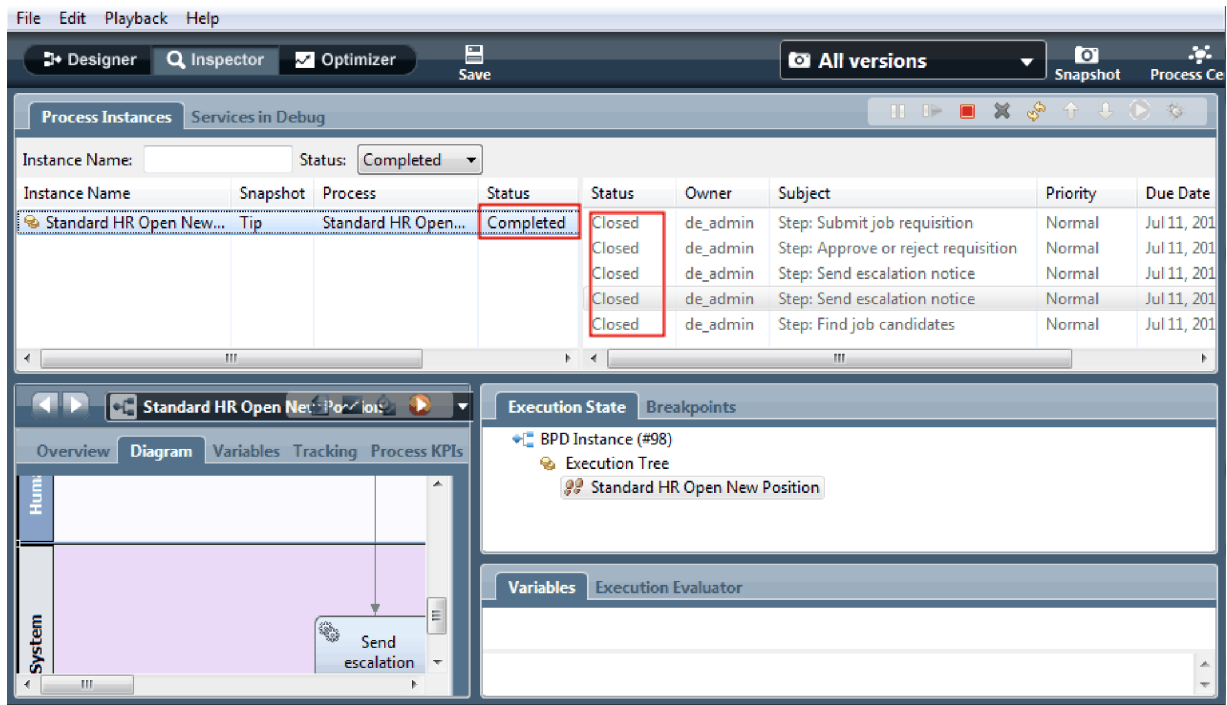 File Edit Playback Help
Designer Inspector Optimizer Save All versions Snapshot Process Ce
Process Instances Services in Debug
Instance Name: Status: Completed
Instance Name Snapshot Process Status Status Owner Subject Priority Due Date
Standard HR Open New... Tip Standard HR Open... Completed Closed de_admin Step: Submit job requisition Normal Jul 11, 201
Closed de_admin Step: Approve or reject requisition Normal Jul 11, 201
Closed de_admin Step: Send escalation notice Normal Jul 11, 201
Closed de_admin Step: Send escalation notice Normal Jul 11, 201
Closed de_admin Step: Find job candidates Normal Jul 11, 201
Standard HR Open
Overview Diagram Variables Tracking Process KPIs
Huma
System
Send
escalation
Execution State Breakpoints
BPD Instance (#98)
Execution Tree
Standard HR Open New Position
Variables Execution Evaluator